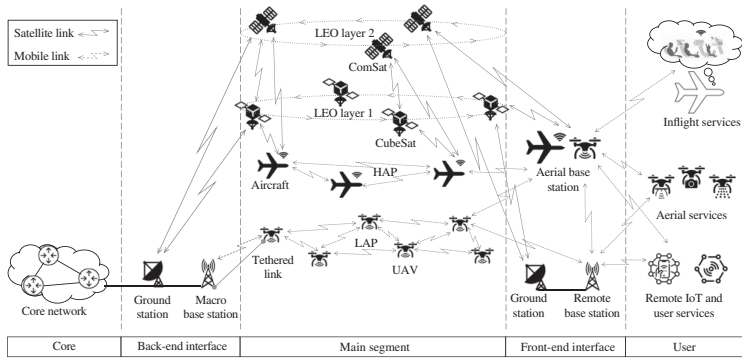 Satellite link
Mobile link
LEO layer 2
ComSat
LEO layer 1
CubeSat
Aircraft
HAP
Aerial base
station
Inflight services
Aerial services
LAP
UAV
Tethered
link
Core network
Ground
station
Macro
base station
Ground
station
Remote
base station
Remote IoT and
user services
Core
Back-end interface
Main segment
Front-end interface
User